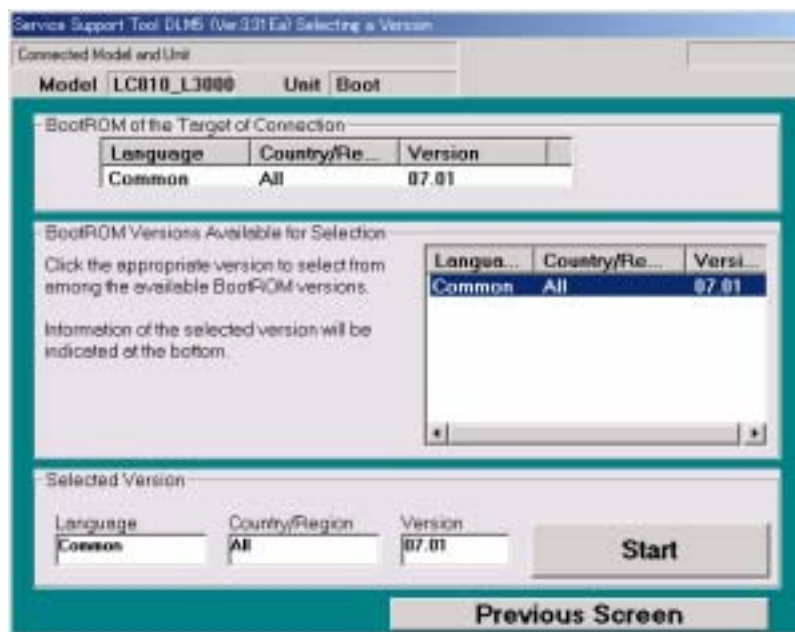 Service Support Tool DLM5 (Ver 3.31Ea) Selecting a Version
Connected Model and Unit
Model LC810_L3000 Unit Boot
BootROM of the Target of Connection
Language Country/Re... Version
Common All 07.01
BootROM Versions Available for Selection
Click the appropriate version to select from
among the available BootROM versions.
Information of the selected version will be
indicated at the bottom.
Langua... Country/Re... Versi...
Common All 07.01
Selected Version
Language Country/Region Version
Common All 07.01
Start
Previous Screen